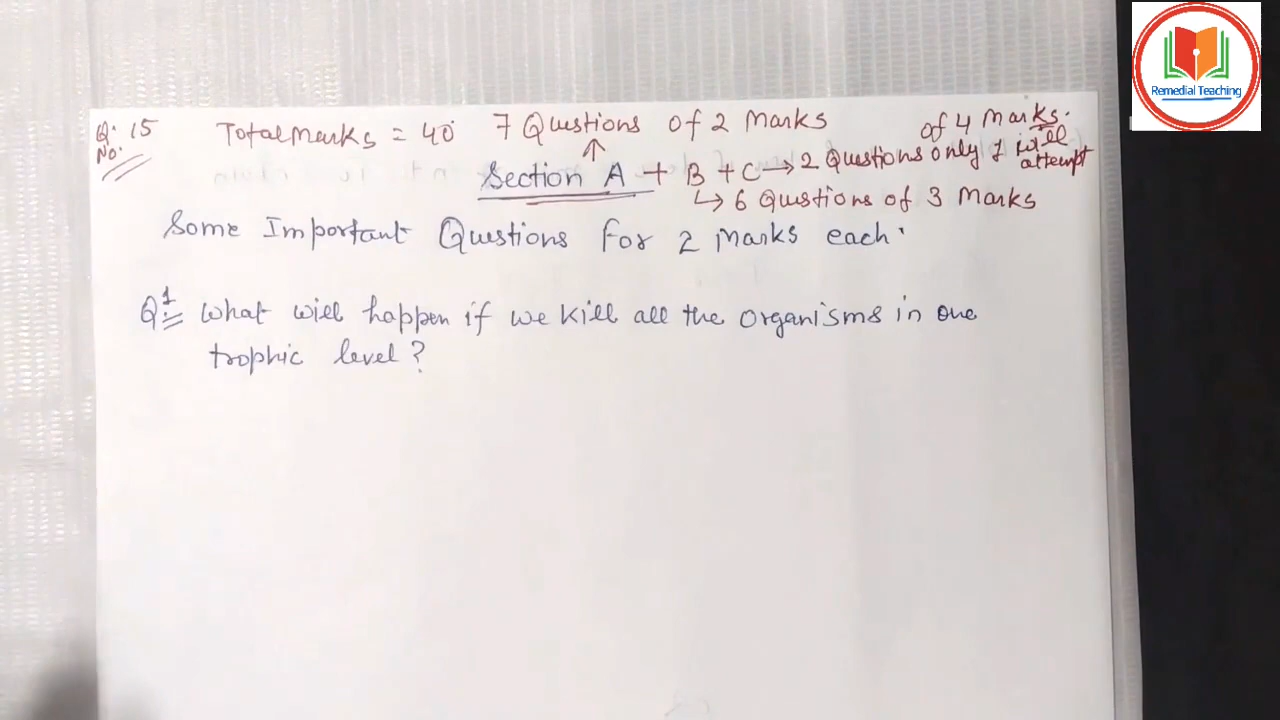 Q. 15
No.
Total Marks = 40
7 Questions of 2 Marks
of 4 Marks.
Section A + B + C → 2 Questions only 1 will attempt
↳ 6 Questions of 3 Marks
Some Important Questions for 2 Marks each.
Q.1 What will happen if we kill all the organisms in one
trophic level?
Remedial Teaching